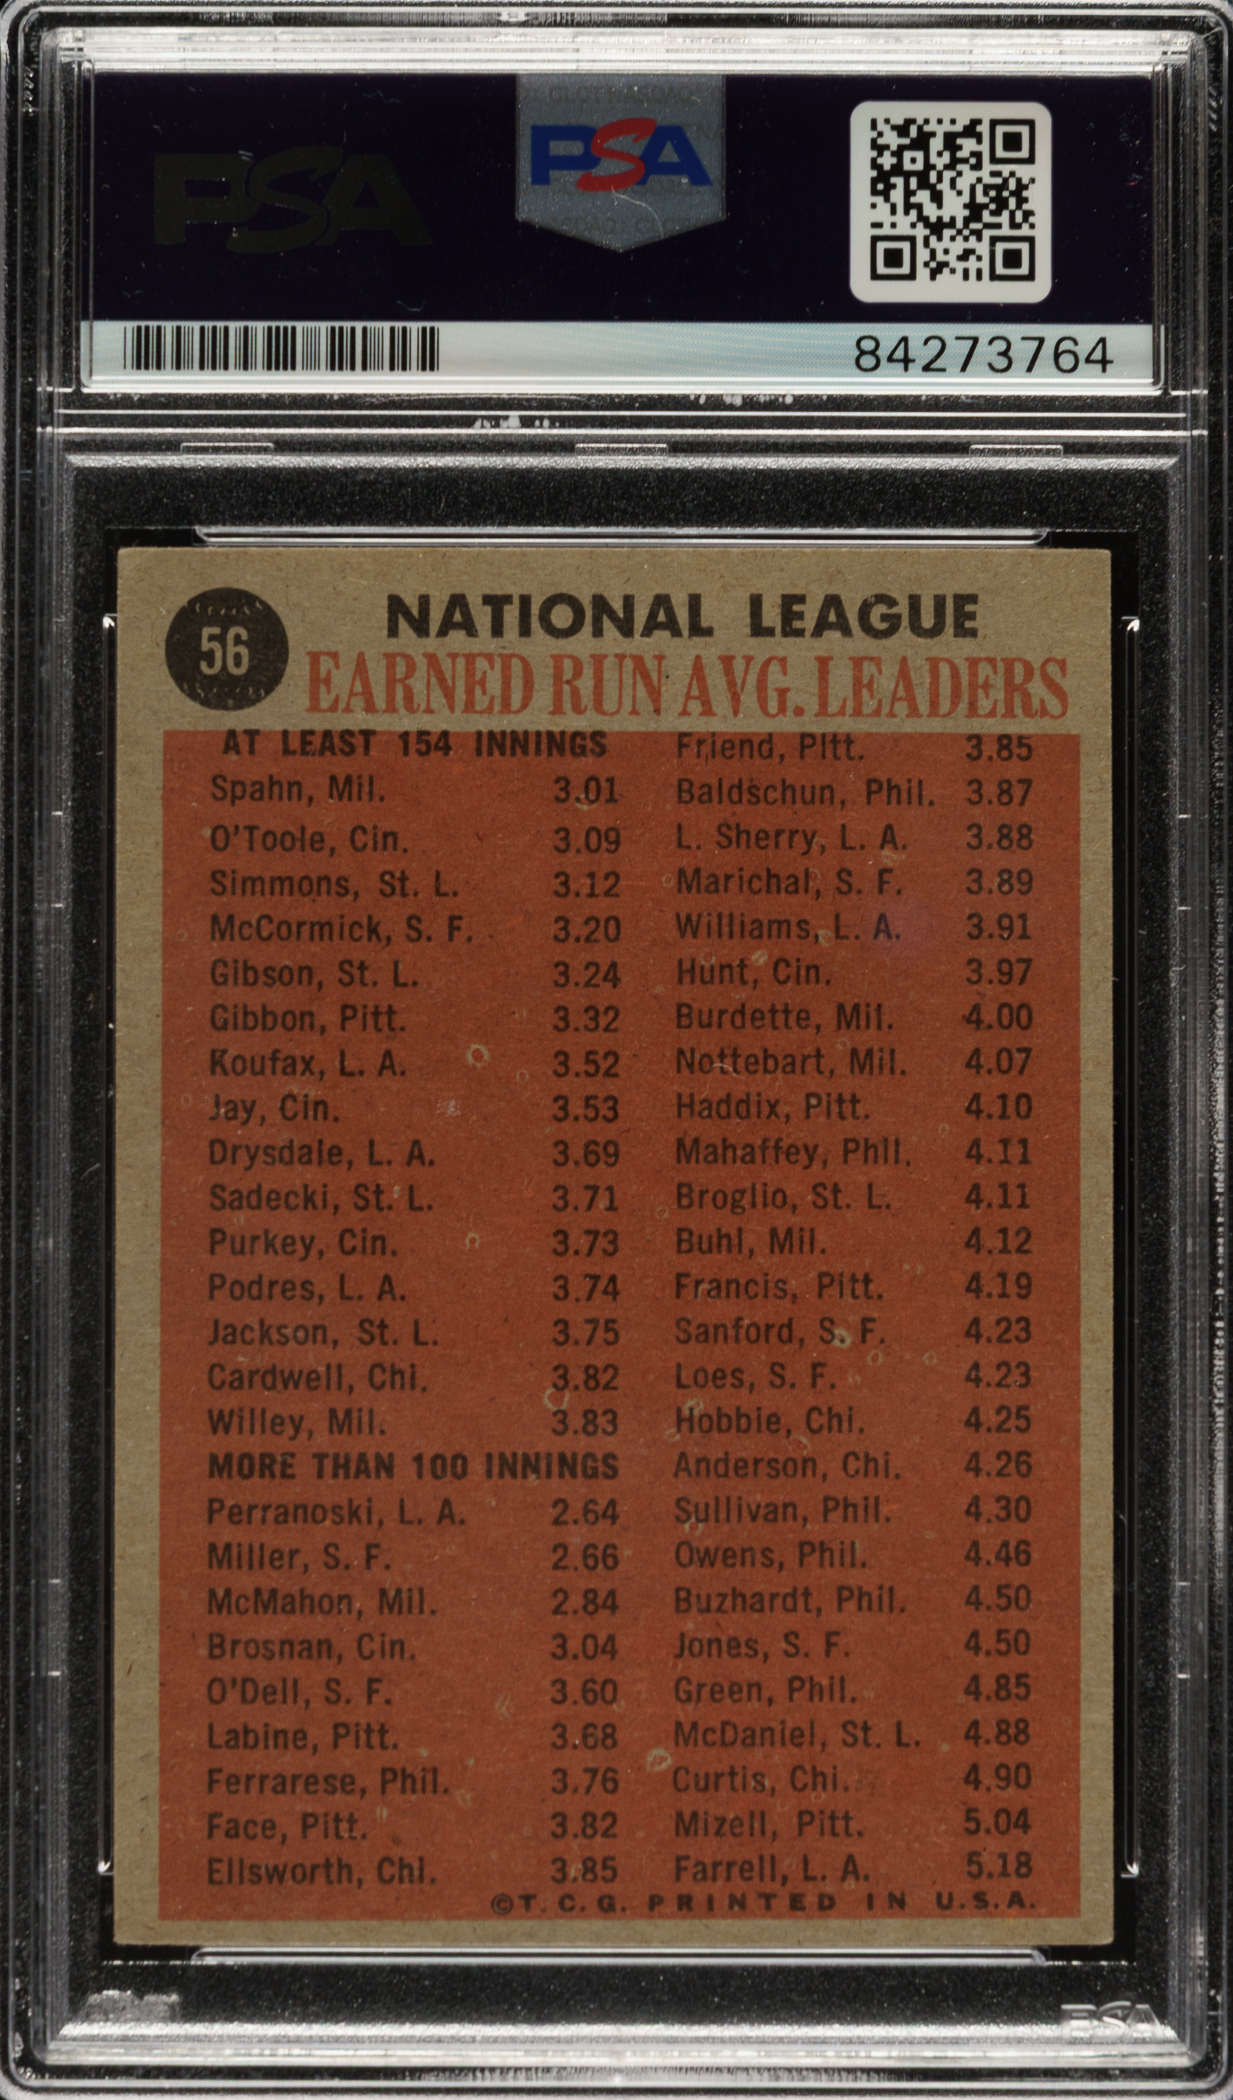 PSA
PSA
84273764
56
NATIONAL LEAGUE
EARNED RUN AVG. LEADERS
AT LEAST 154 INNINGS
Spahn, Mil. 3.01
O'Toole, Cin. 3.09
Simmons, St. L. 3.12
McCormick, S. F. 3.20
Gibson, St. L. 3.24
Gibbon, Pitt. 3.32
Koufax, L. A. 3.52
Jay, Cin. 3.53
Drysdale, L. A. 3.69
Sadecki, St. L. 3.71
Purkey, Cin. 3.73
Podres, L. A. 3.74
Jackson, St. L. 3.75
Cardwell, Chi. 3.82
Willey, Mil. 3.83
MORE THAN 100 INNINGS
Perranoski, L. A. 2.64
Miller, S. F. 2.66
McMahon, Mil. 2.84
Brosnan, Cin. 3.04
O'Dell, S. F. 3.60
Labine, Pitt. 3.68
Ferrarese, Phil. 3.76
Face, Pitt. 3.82
Ellsworth, Chi. 3.85
Friend, Pitt. 3.85
Baldschun, Phil. 3.87
L. Sherry, L. A. 3.88
Marichal, S. F. 3.89
Williams, L. A. 3.91
Hunt, Cin. 3.97
Burdette, Mil. 4.00
Nottebart, Mil. 4.07
Haddix, Pitt. 4.10
Mahaffey, Phil. 4.11
Broglio, St. L. 4.11
Buhl, Mil. 4.12
Francis, Pitt. 4.19
Sanford, S. F. 4.23
Loes, S. F. 4.23
Hobbie, Chi. 4.25
Anderson, Chi. 4.26
Sullivan, Phil. 4.30
Owens, Phil. 4.46
Buzhardt, Phil. 4.50
Jones, S. F. 4.50
Green, Phil. 4.85
McDaniel, St. L. 4.88
Curtis, Chi. 4.90
Mizell, Pitt. 5.04
Farrell, L. A. 5.18
©T. C. G. PRINTED IN U.S.A.
PSA